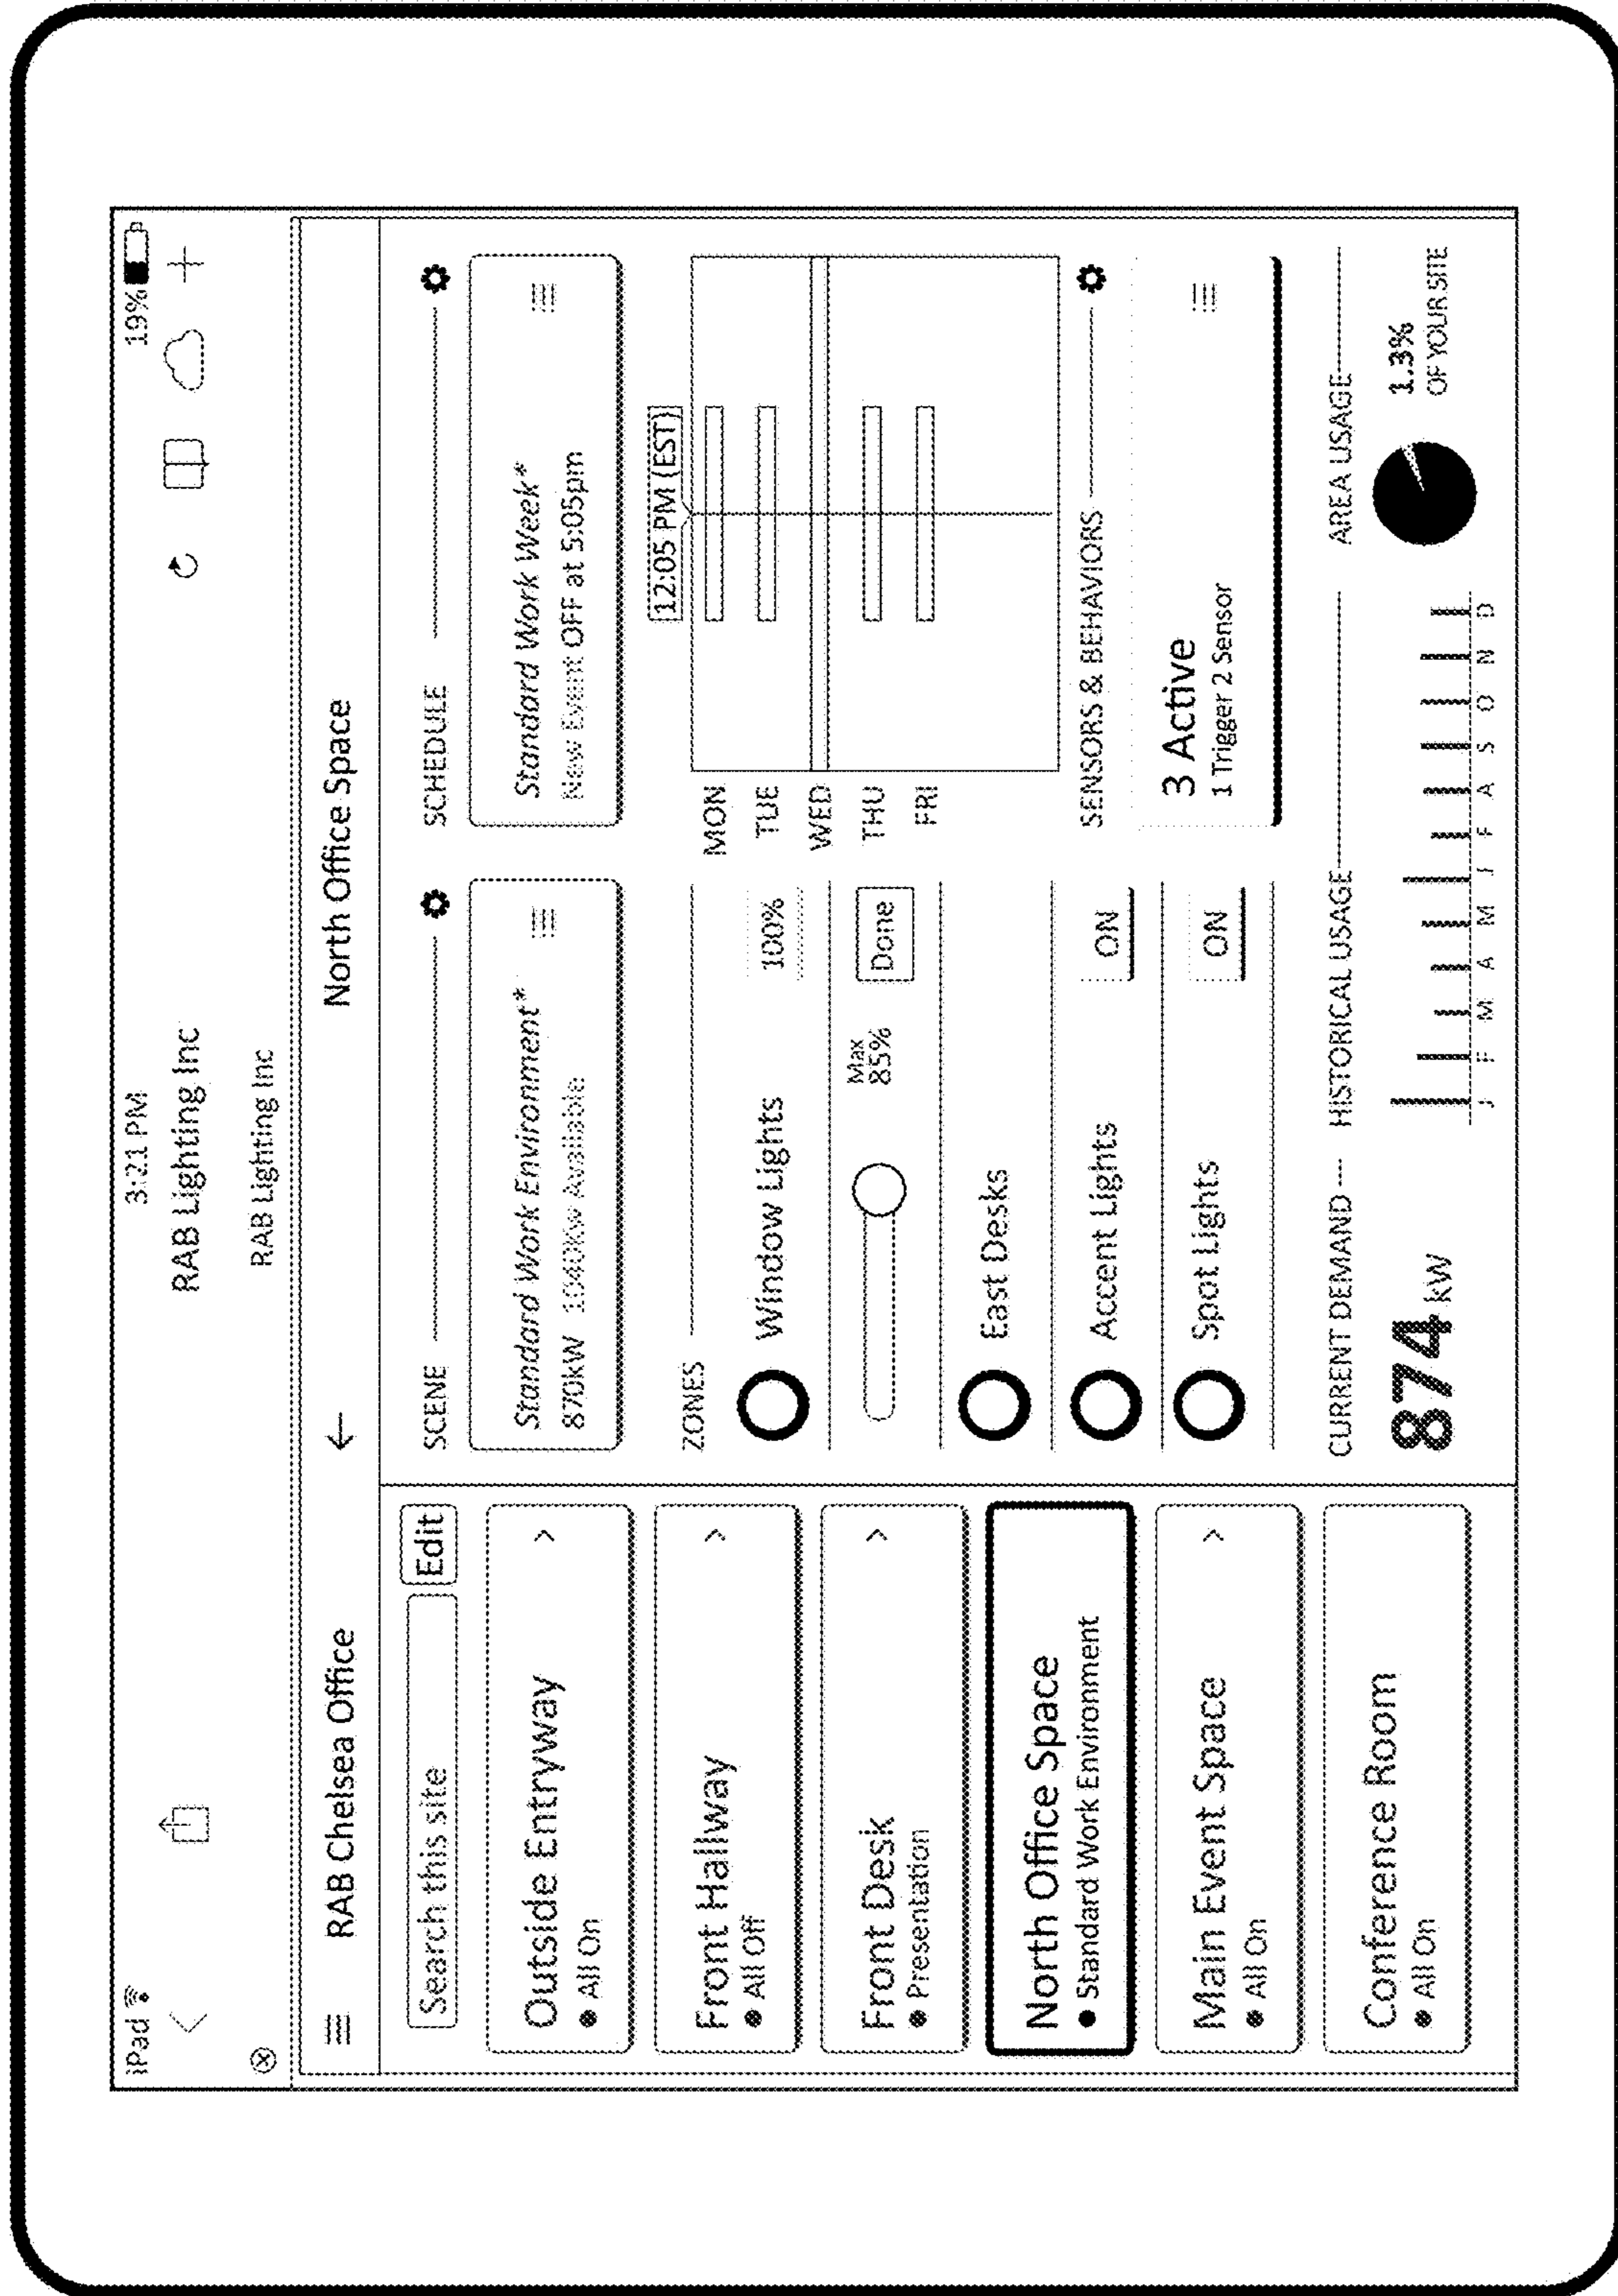 iPad 3:21 PM 19%
RAB Lighting Inc
RAB Lighting Inc
RAB Chelsea Office
North Office Space
Search this site Edit
Outside Entryway
All On
Front Hallway
All Off
Front Desk
Presentation
North Office Space
Standard Work Environment
Main Event Space
All On
Conference Room
All On
SCENE
Standard Work Environment*
870kW 1040Kw Available
ZONES
Window Lights 100%
Max
85%
Done
East Desks
Accent Lights ON
Spot Lights ON
SCHEDULE
Standard Work Week*
New Event OFF at 5:05pm
12:05 PM (EST)
MON
TUE
WED
THU
FRI
SENSORS & BEHAVIORS
3 Active
1 Trigger 2 Sensor
CURRENT DEMAND
874 kW
HISTORICAL USAGE
J F M A M J F A S O N D
AREA USAGE
1.3%
OF YOUR SITE